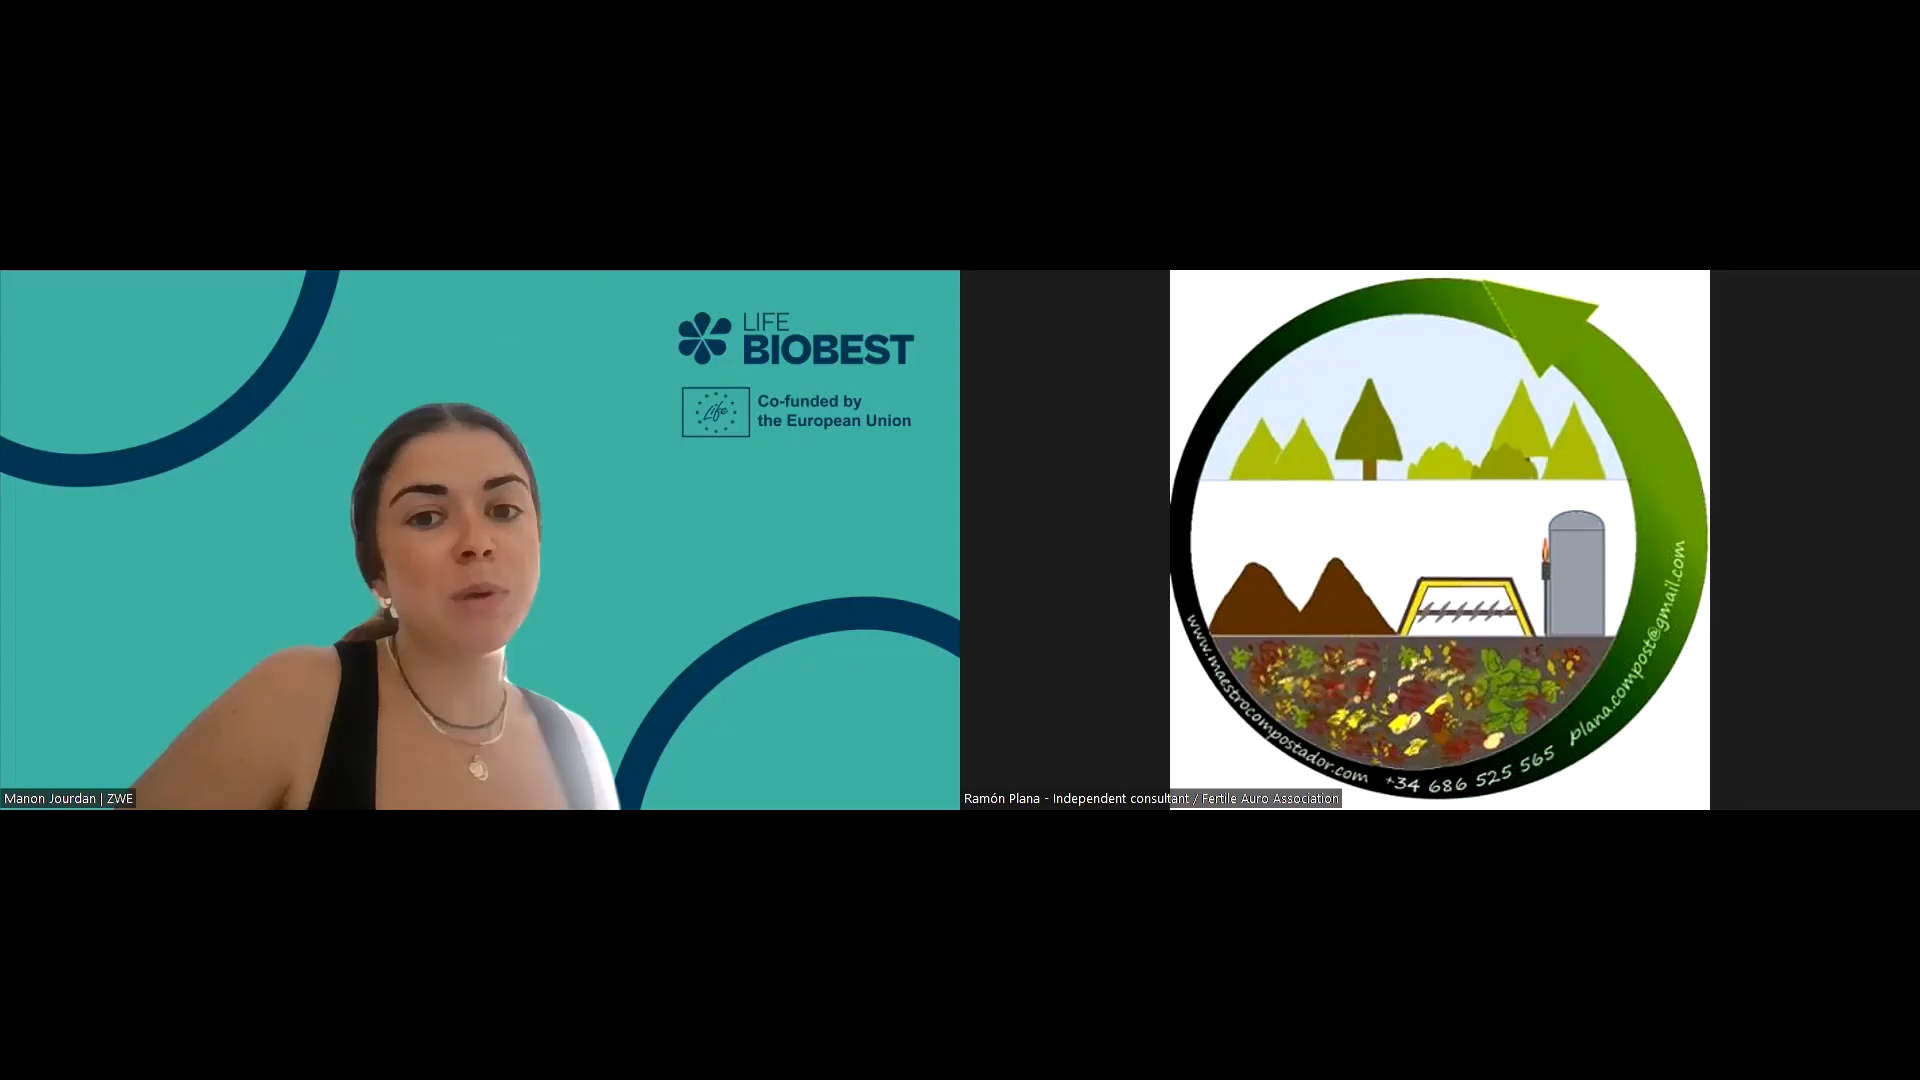 LIFE
BIOBEST
Life
Co-funded by
the European Union
Manon Jourdan | ZWE
www.maestrocompostador.com +34 686 525 565 plana.compost@gmail.com
Ramón Plana - Independent consultant / Fertile Auro Association